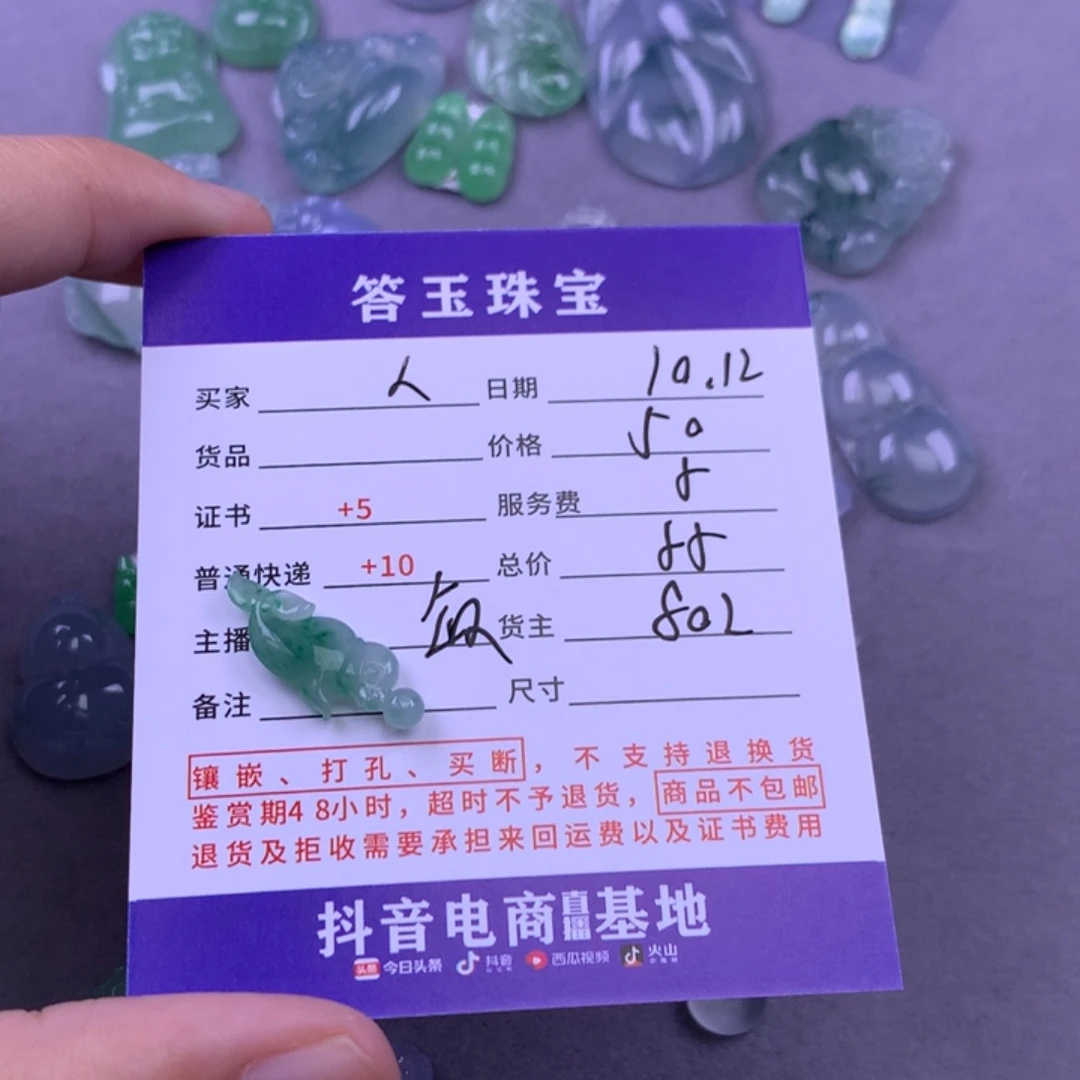 答玉珠宝
买家 人 日期 10.12
货品 价格 50
证书 +5 服务费 5
普通快递 +10 总价 55
主播 货主 802
备注 尺寸
镶嵌、打孔、买断，不支持退换货
鉴赏期48小时，超时不予退货，商品不包邮
退货及拒收需要承担来回运费以及证书费用
抖音电商直播基地
头条 今日头条 抖音 西瓜视频 火山